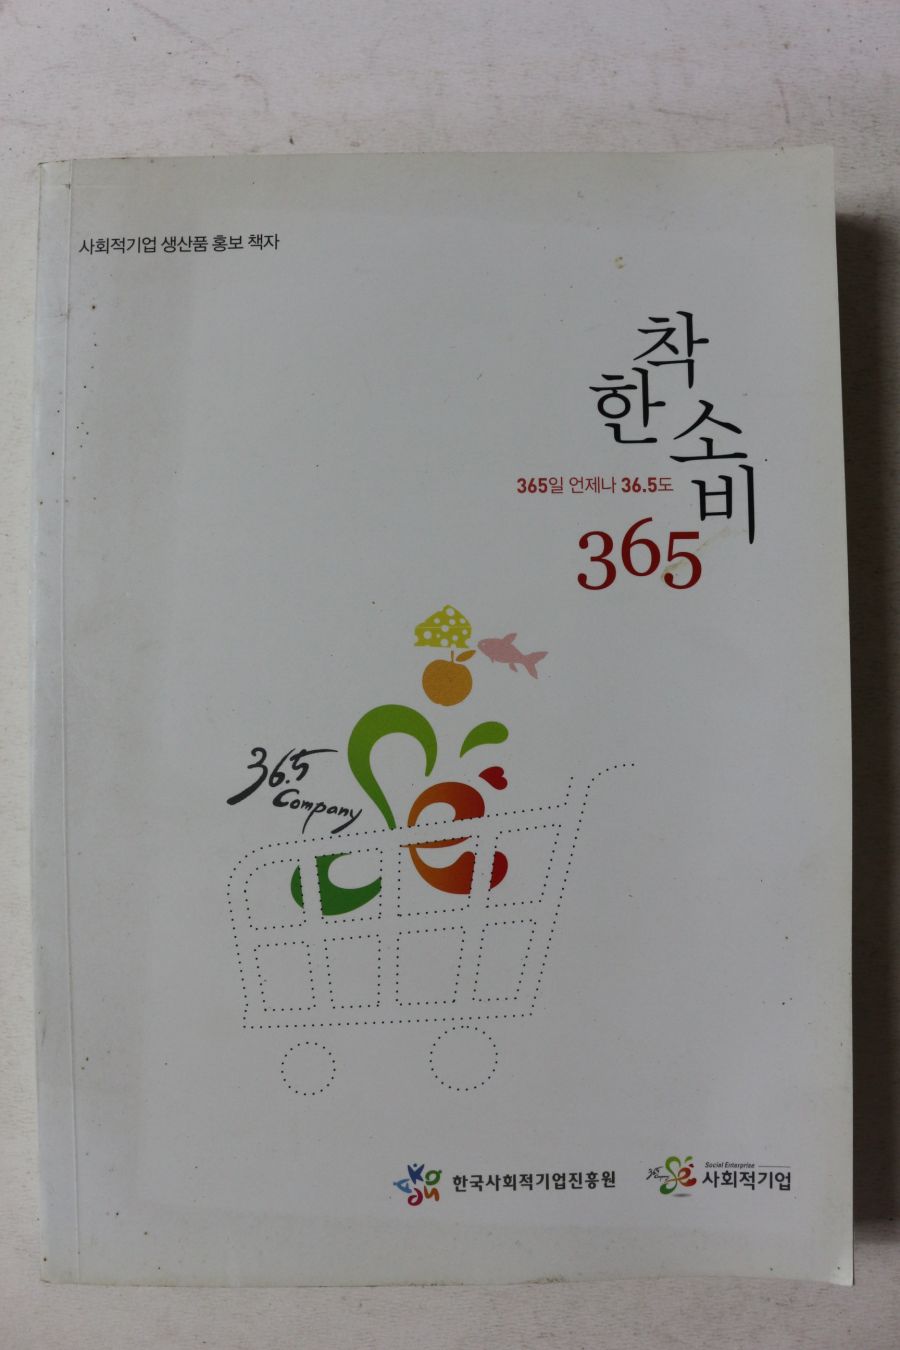 사회적기업 생산품 홍보 책자
착한 소비
365일 언제나 36.5도
365
36.5
Company
한국사회적기업진흥원
Social Enterprise
사회적기업